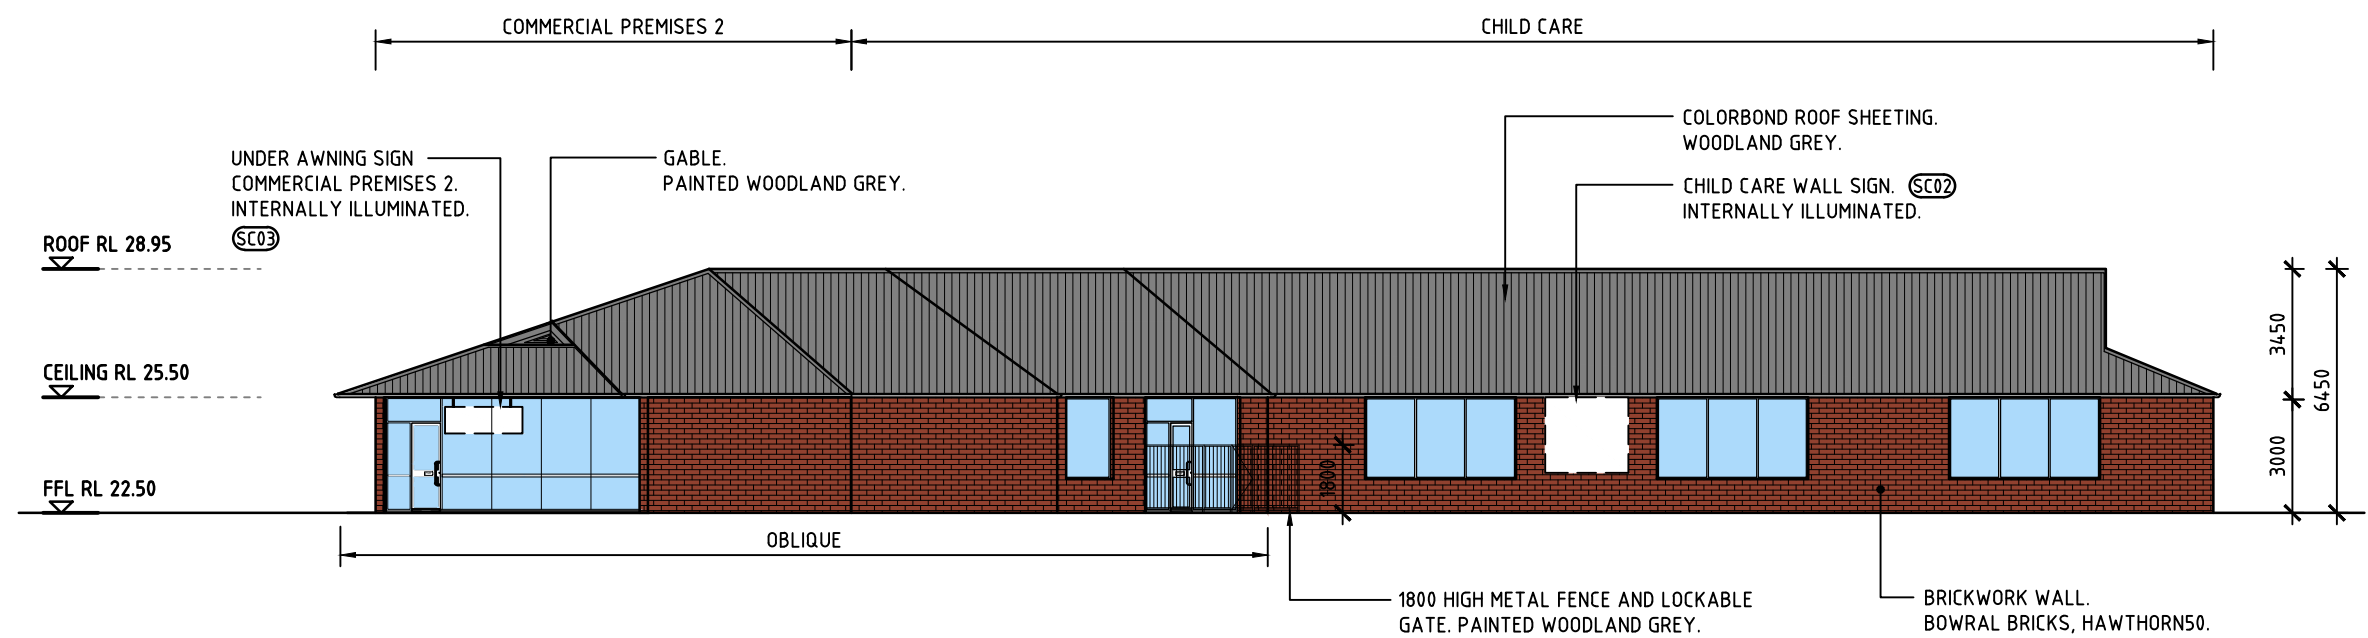 COMMERCIAL PREMISES 2
CHILD CARE
COLORBOND ROOF SHEETING.
WOODLAND GREY.
UNDER AWNING SIGN
COMMERCIAL PREMISES 2.
INTERNALLY ILLUMINATED.
SC03
GABLE.
PAINTED WOODLAND GREY.
CHILD CARE WALL SIGN. SC02
INTERNALLY ILLUMINATED.
ROOF RL 28.95
CEILING RL 25.50
FFL RL 22.50
3450
6450
3000
1800
OBLIQUE
1800 HIGH METAL FENCE AND LOCKABLE
GATE. PAINTED WOODLAND GREY.
BRICKWORK WALL.
BOWRAL BRICKS, HAWTHORN50.